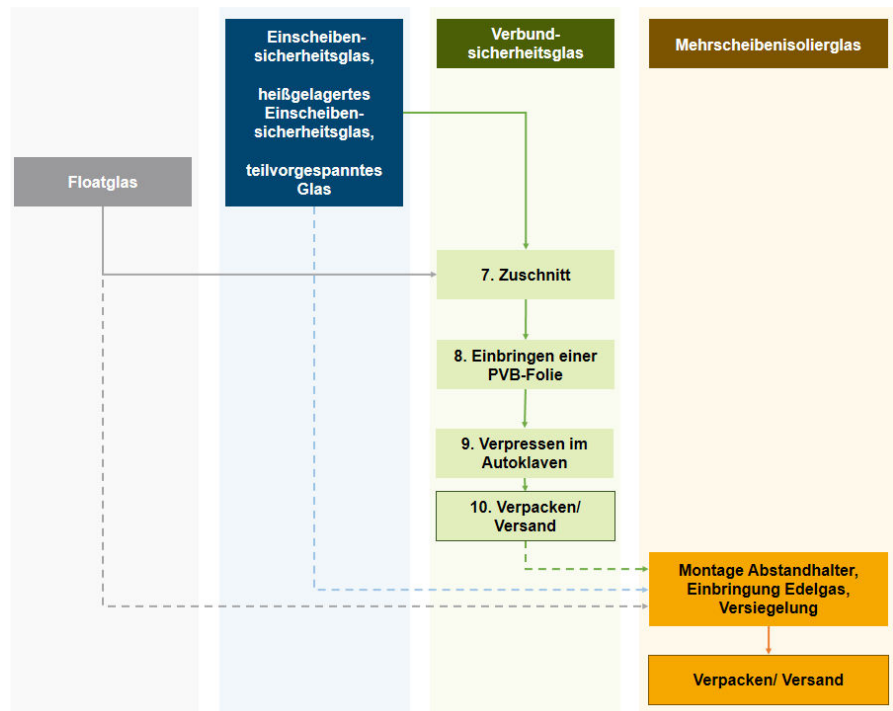 Einscheiben-
sicherheitsglas,
heißgelagertes
Einscheiben-
sicherheitsglas,
teilvorgespanntes
Glas
Verbund-
sicherheitsglas
Mehrscheibenisolierglas
Floatglas
7. Zuschnitt
8. Einbringen einer
PVB-Folie
9. Verpressen im
Autoklaven
10. Verpacken/
Versand
Montage Abstandhalter,
Einbringung Edelgas,
Versiegelung
Verpacken/ Versand